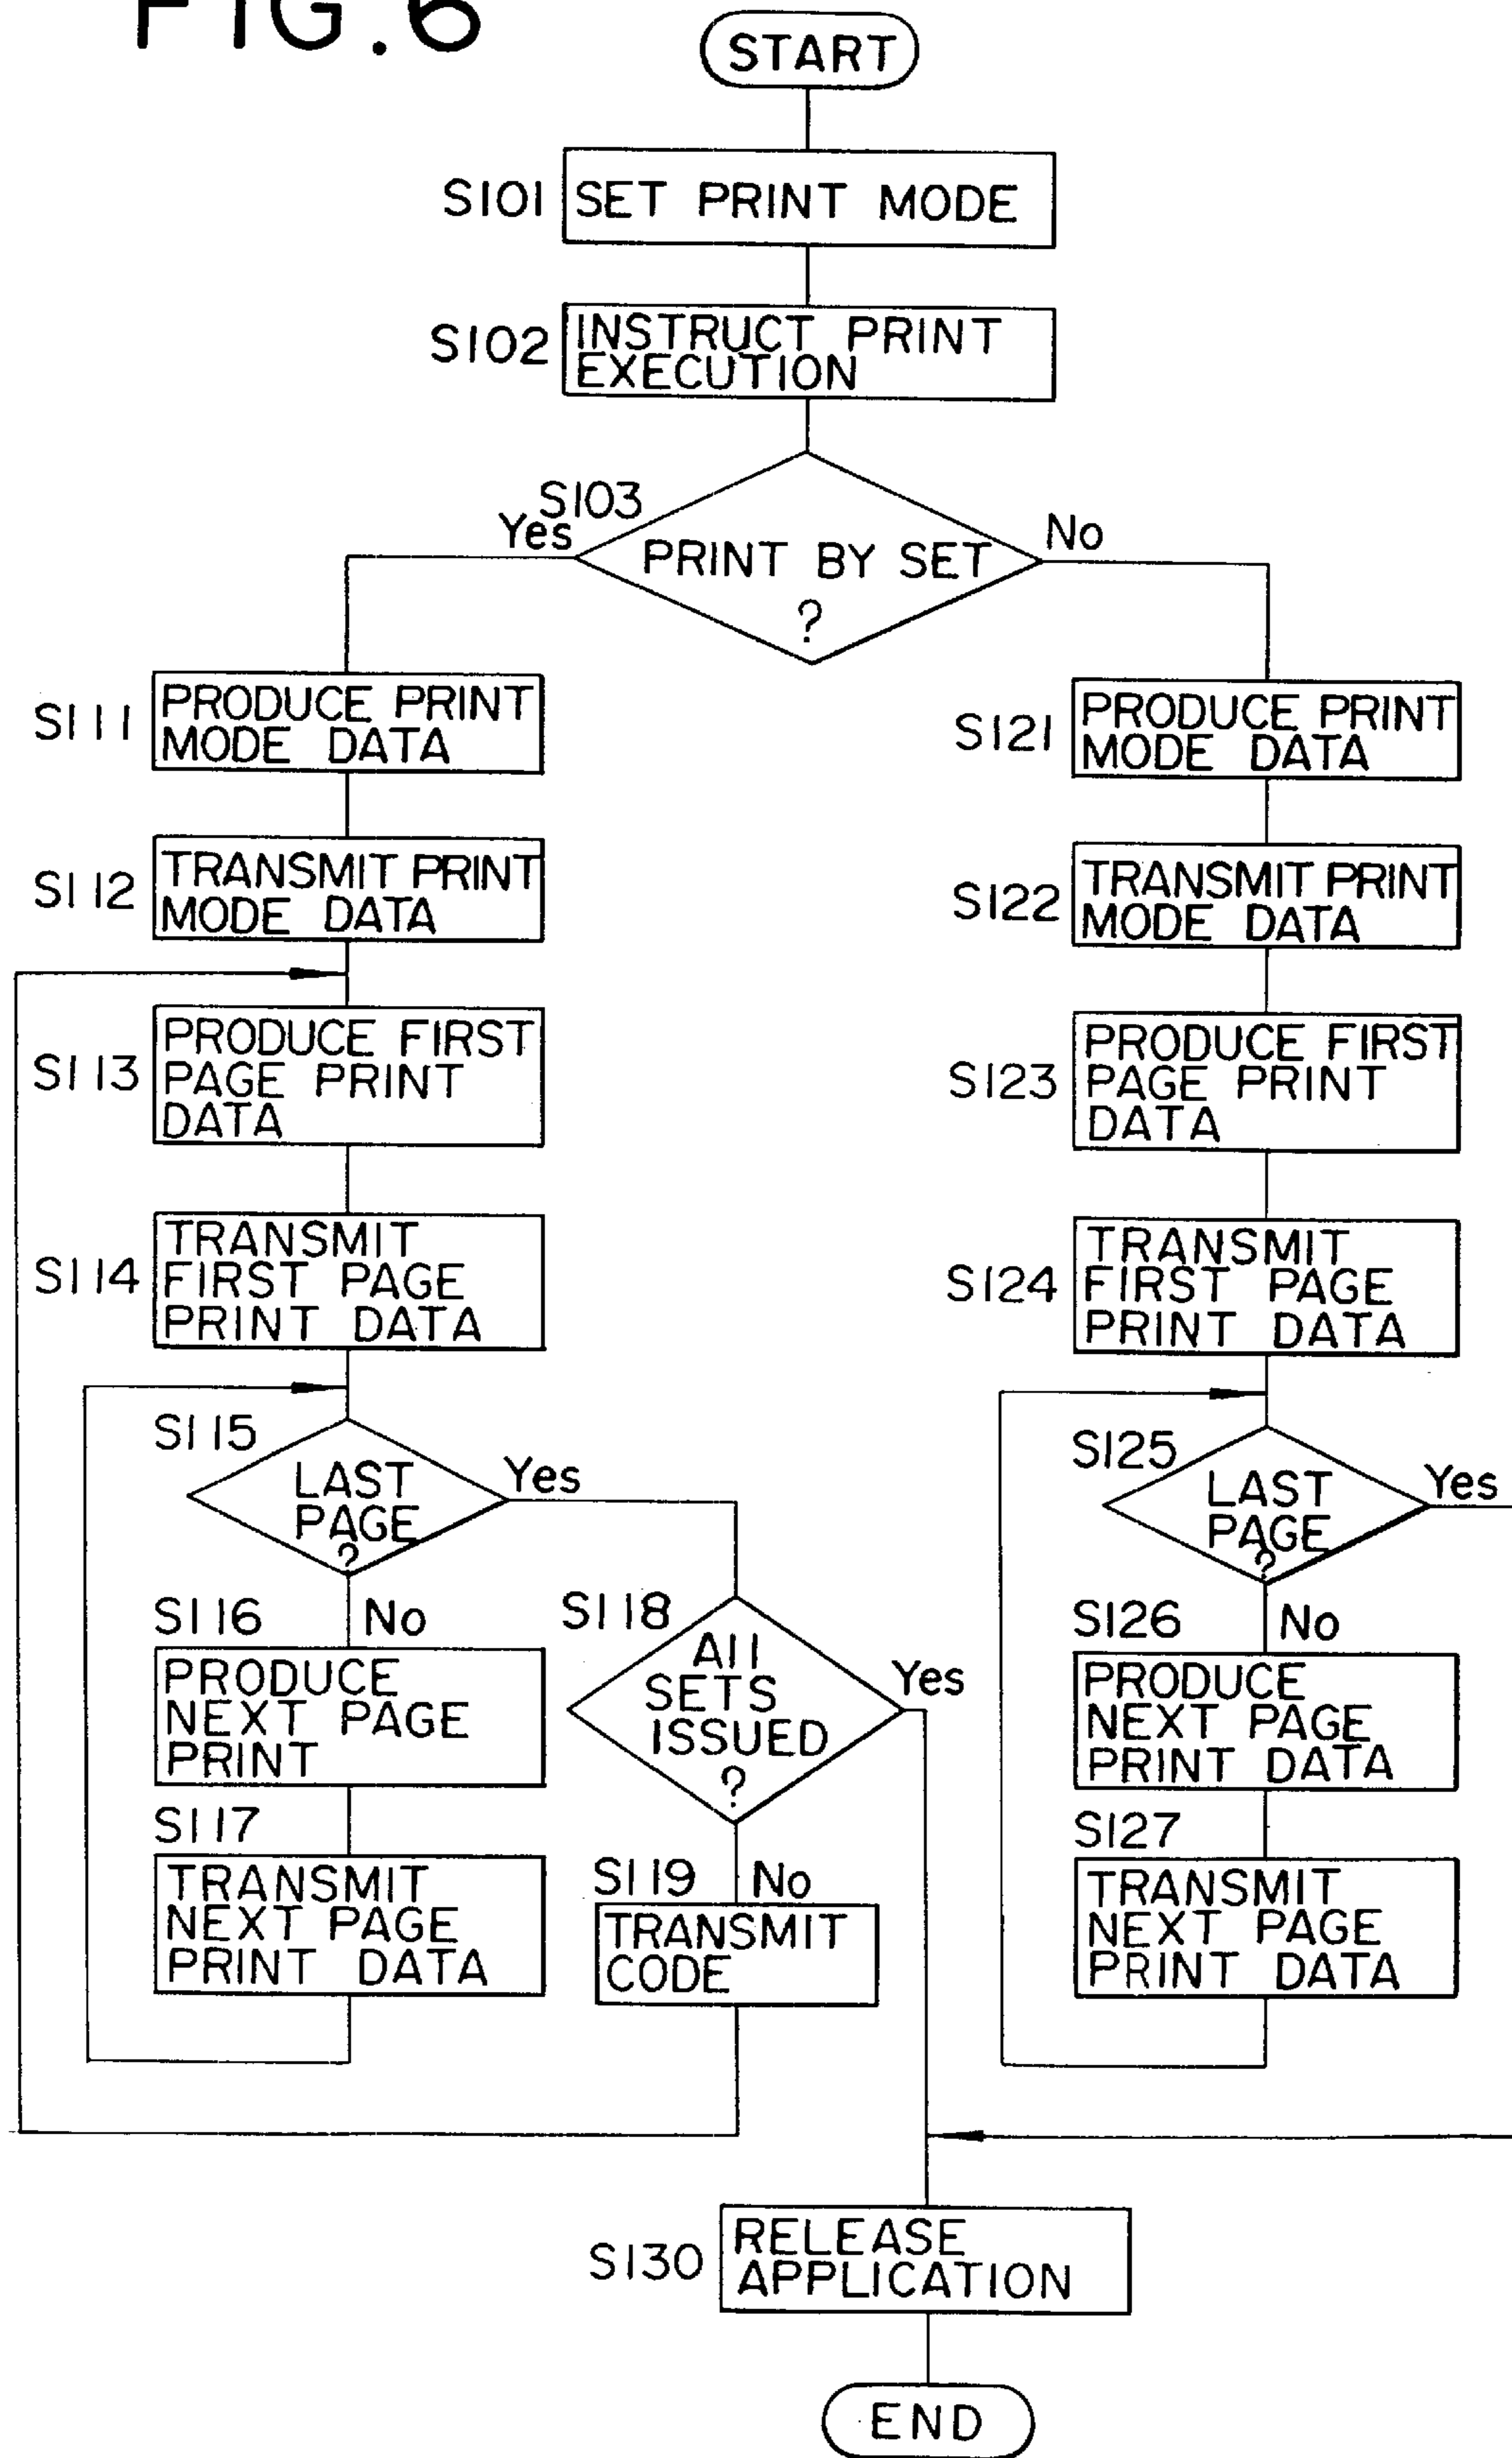 FIG.6
START
S101 SET PRINT MODE
S102 INSTRUCT PRINT
EXECUTION
S103
Yes
No
PRINT BY SET
?
S111 PRODUCE PRINT
MODE DATA
S121 PRODUCE PRINT
MODE DATA
S112 TRANSMIT PRINT
MODE DATA
S122 TRANSMIT PRINT
MODE DATA
S113 PRODUCE FIRST
PAGE PRINT
DATA
S123 PRODUCE FIRST
PAGE PRINT
DATA
S114 TRANSMIT
FIRST PAGE
PRINT DATA
S124 TRANSMIT
FIRST PAGE
PRINT DATA
S115
LAST
PAGE
?
Yes
S125
LAST
PAGE
?
Yes
S116
No
PRODUCE
NEXT PAGE
PRINT
S118
All
SETS
ISSUED
?
Yes
S126
No
PRODUCE
NEXT PAGE
PRINT DATA
S117
TRANSMIT
NEXT PAGE
PRINT DATA
S119
No
TRANSMIT
CODE
S127
TRANSMIT
NEXT PAGE
PRINT DATA
S130 RELEASE
APPLICATION
END